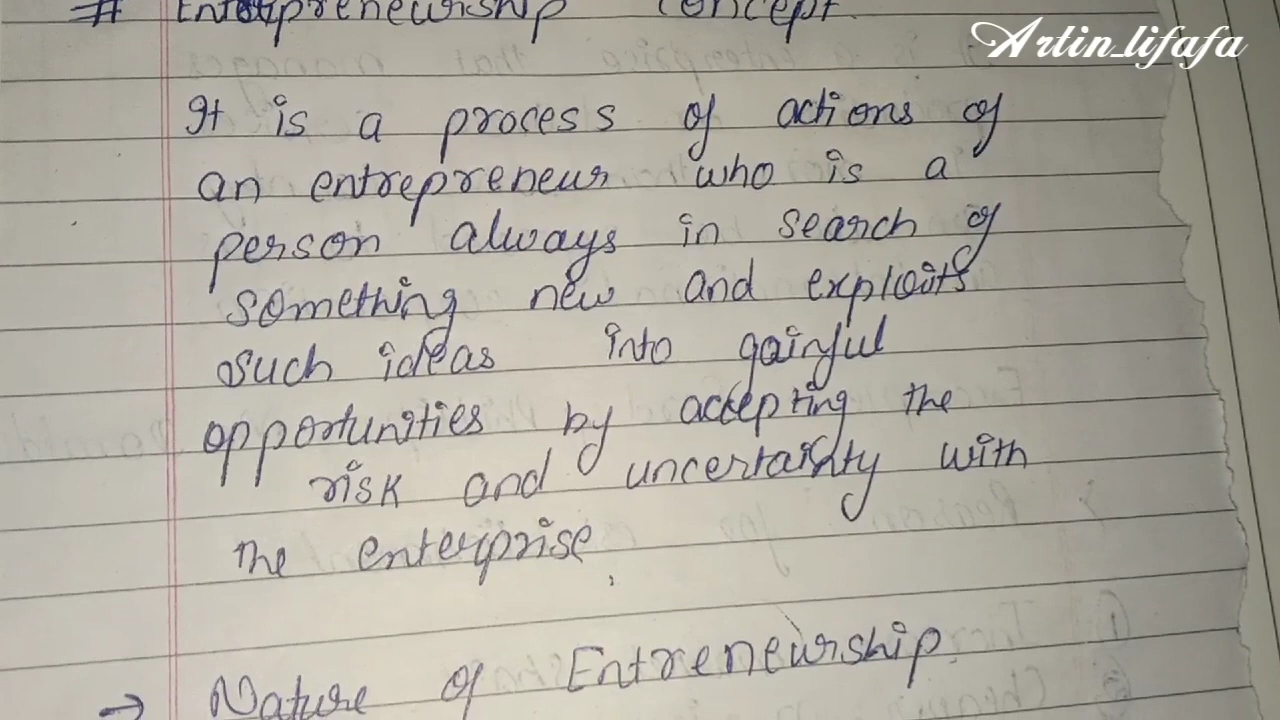 # Entrepreneurship Concept
Artin_lifafa
It is a process of actions of
an entrepreneur who is a
person always in search of
something new and exploits
such ideas into gainful
opportunities by accepting the
risk and uncertainty with
the enterprise.
→ Nature of Entreneurship